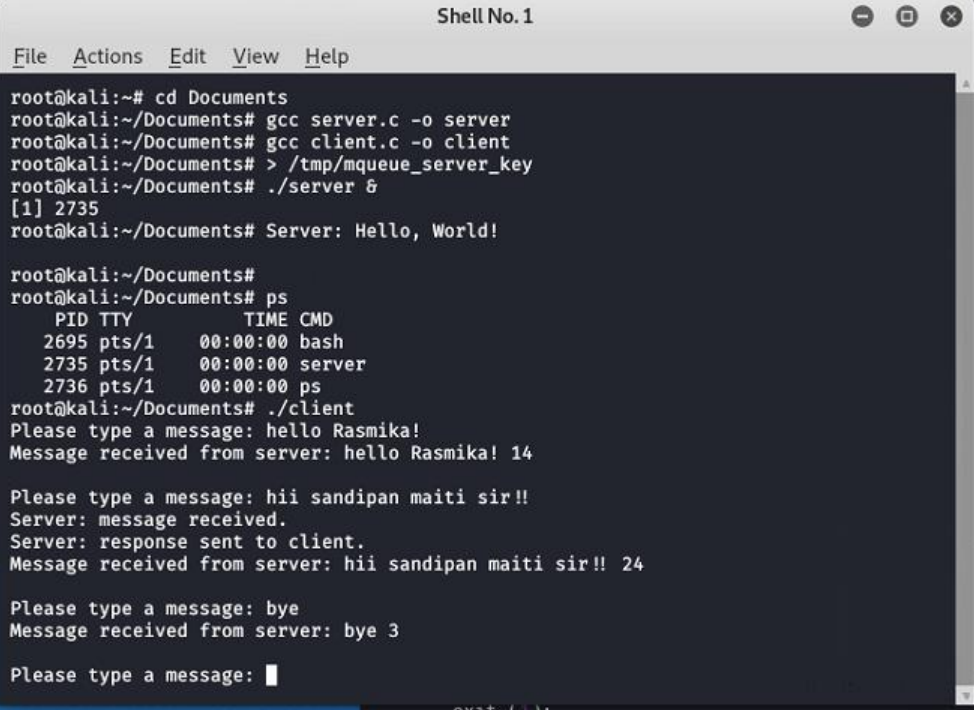 Shell No. 1
File Actions Edit View Help
root@kali:~# cd Documents
root@kali:~/Documents# gcc server.c -o server
root@kali:~/Documents# gcc client.c -o client
root@kali:~/Documents# > /tmp/mqueue_server_key
root@kali:~/Documents# ./server &
[1] 2735
root@kali:~/Documents# Server: Hello, World!
root@kali:~/Documents#
root@kali:~/Documents# ps
PID TTY TIME CMD
2695 pts/1 00:00:00 bash
2735 pts/1 00:00:00 server
2736 pts/1 00:00:00 ps
root@kali:~/Documents# ./client
Please type a message: hello Rasmika!
Message received from server: hello Rasmika! 14
Please type a message: hii sandipan maiti sir!!
Server: message received.
Server: response sent to client.
Message received from server: hii sandipan maiti sir!! 24
Please type a message: bye
Message received from server: bye 3
Please type a message: